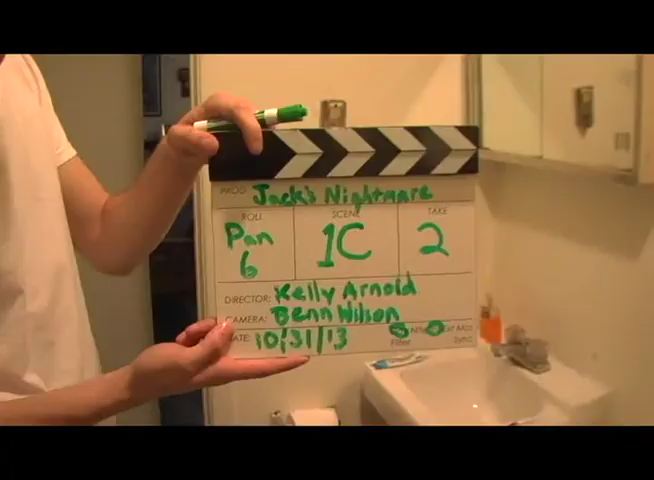 PROD. Jack's Nightmare
ROLL SCENE TAKE
Pan 6 1C 2
DIRECTOR: Kelly Arnold
CAMERA: Benn Wilson
DATE: 10/31/13
Filter Sync